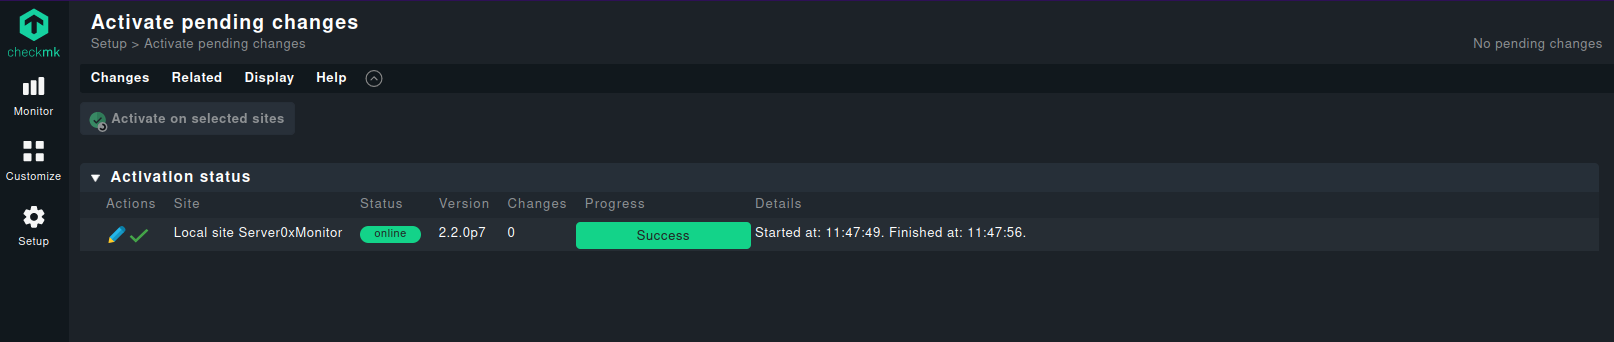 Activate pending changes
Setup > Activate pending changes
No pending changes
checkmk
Changes Related Display Help
Monitor
Activate on selected sites
Customize
Activation status
Actions Site Status Version Changes Progress Details
Local site Server0xMonitor online 2.2.0p7 0 Success Started at: 11:47:49. Finished at: 11:47:56.
Setup